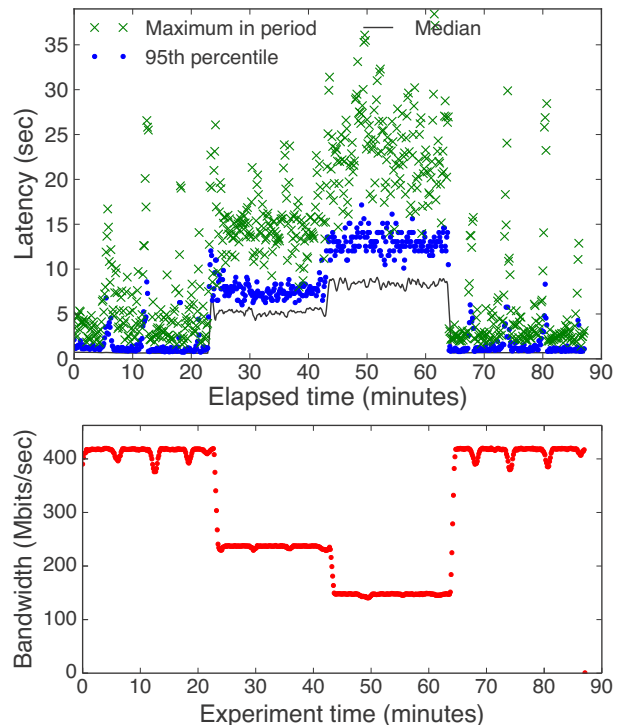 Maximum in period
Median
95th percentile
Latency (sec)
35
30
25
20
15
10
5
0
0 10 20 30 40 50 60 70 80 90
Elapsed time (minutes)
Bandwidth (Mbits/sec)
400
300
200
100
0
0 10 20 30 40 50 60 70 80 90
Experiment time (minutes)